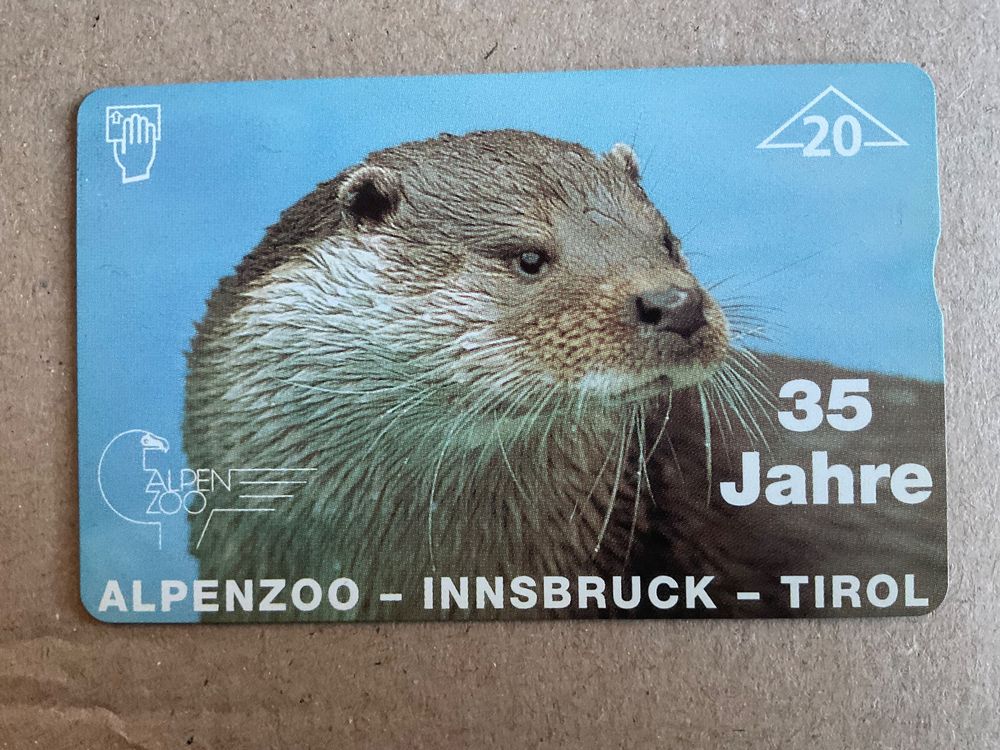 20
35
Jahre
ALPEN
ZOO
ALPENZOO – INNSBRUCK – TIROL